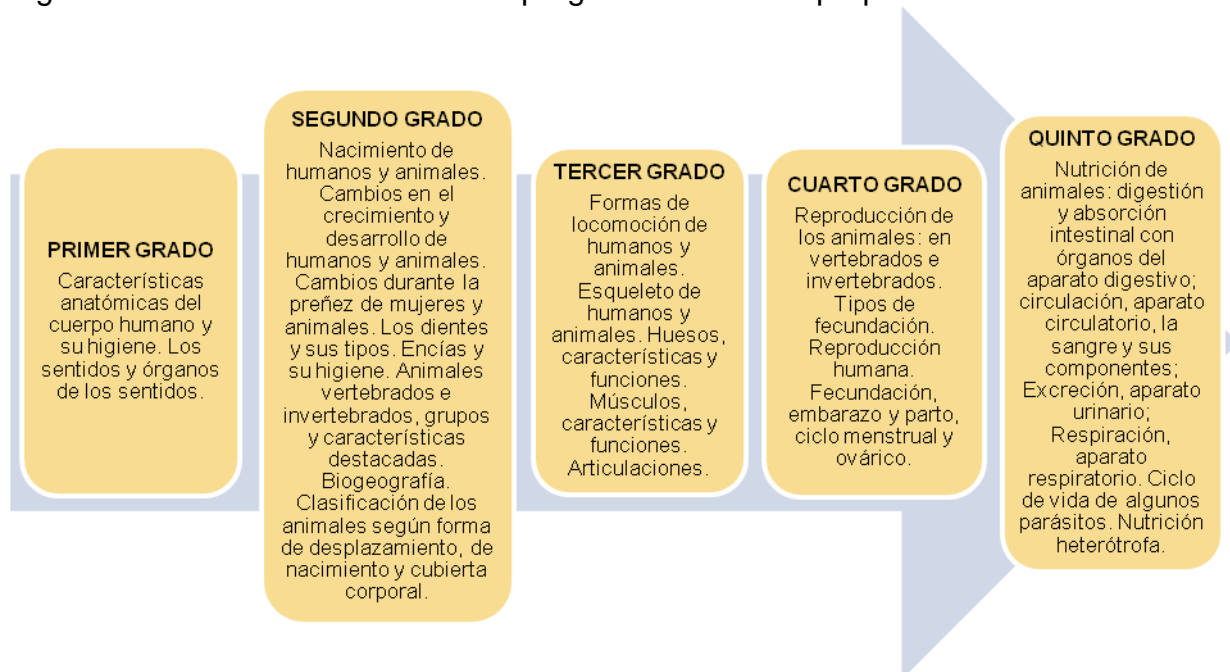 PRIMER GRADO
Características
anatómicas del
cuerpo humano y
su higiene. Los
sentidos y órganos
de los sentidos.
SEGUNDO GRADO
Nacimiento de
humanos y animales.
Cambios en el
crecimiento y
desarrollo de
humanos y animales.
Cambios durante la
preñez de mujeres y
animales. Los dientes
y sus tipos. Encías y
su higiene. Animales
vertebrados e
invertebrados, grupos
y características
destacadas.
Biogeografía.
Clasificación de los
animales según forma
de desplazamiento, de
nacimiento y cubierta
corporal.
TERCER GRADO
Formas de
locomoción de
humanos y
animales.
Esqueleto de
humanos y
animales. Huesos,
características y
funciones.
Músculos,
características y
funciones.
Articulaciones.
CUARTO GRADO
Reproducción de
los animales: en
vertebrados e
invertebrados.
Tipos de
fecundación.
Reproducción
humana.
Fecundación,
embarazo y parto,
ciclo menstrual y
ovárico.
QUINTO GRADO
Nutrición de
animales: digestión
y absorción
intestinal con
órganos del
aparato digestivo;
circulación, aparato
circulatorio, la
sangre y sus
componentes;
Excreción, aparato
urinario;
Respiración,
aparato
respiratorio. Ciclo
de vida de algunos
parásitos. Nutrición
heterótrofa.